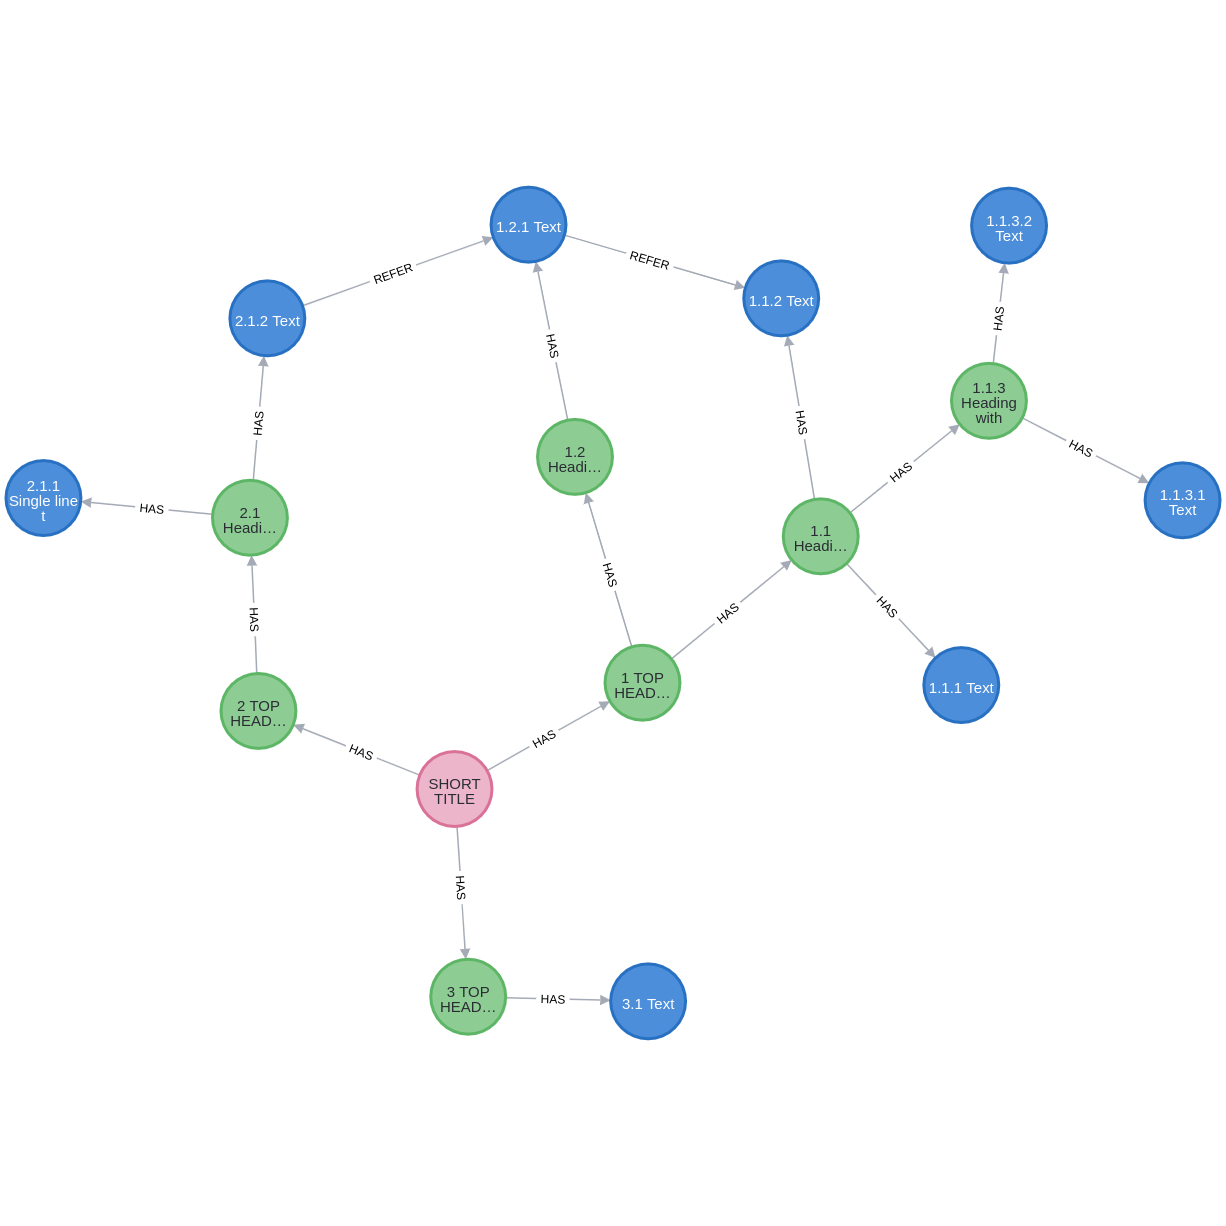 1.2.1 Text
1.1.3.2
Text
REFER
REFER
1.1.2 Text
2.1.2 Text
HAS
HAS
1.1.3
Heading
with
HAS
HAS
HAS
1.2
Headi...
HAS
2.1.1
Single line
t
HAS
2.1
Headi...
1.1.3.1
Text
1.1
Headi...
HAS
HAS
HAS
HAS
1 TOP
HEAD...
1.1.1 Text
2 TOP
HEAD...
HAS
HAS
SHORT
TITLE
HAS
3 TOP
HEAD...
HAS
3.1 Text